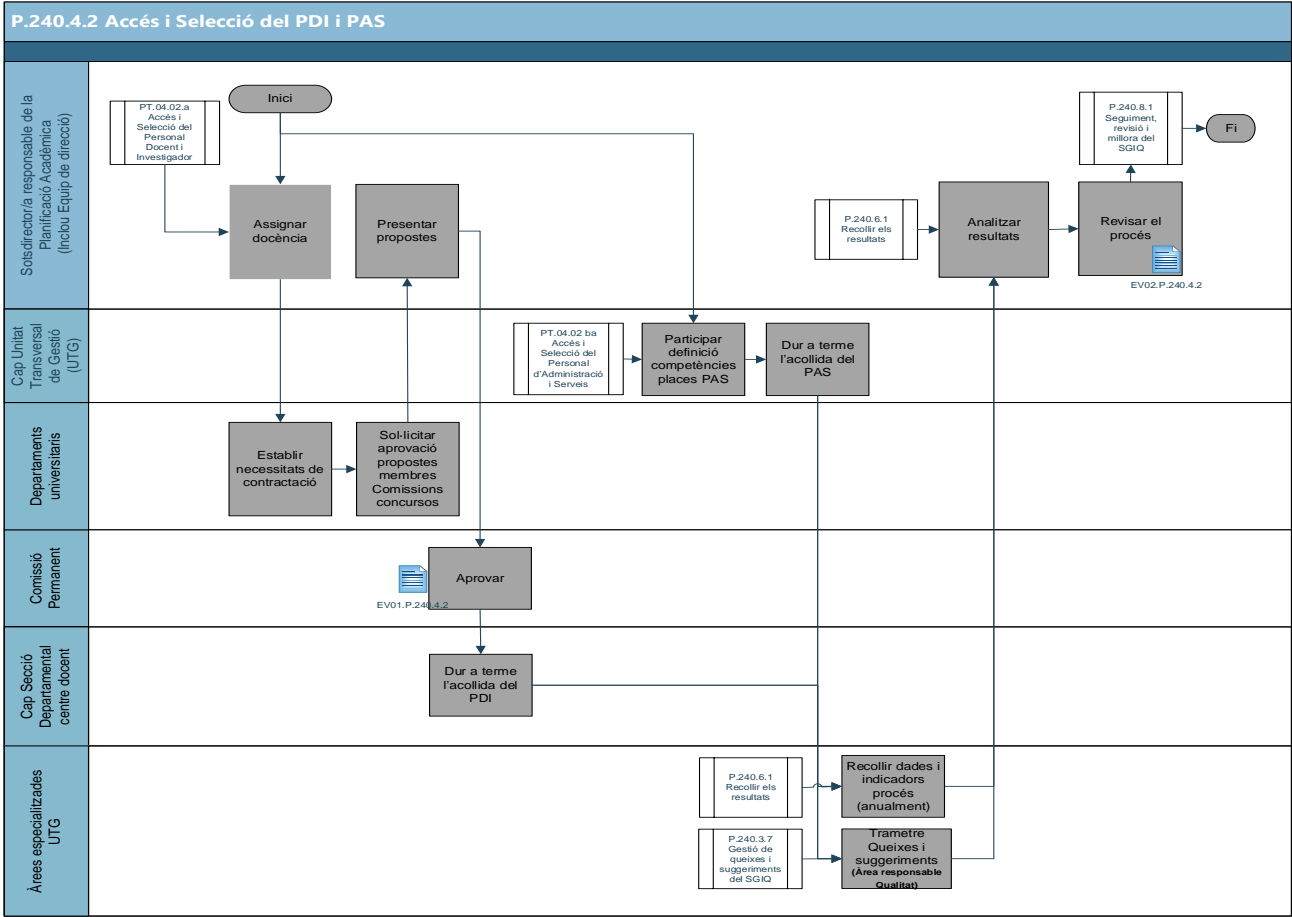 P.240.4.2 Accés i Selecció del PDI i PAS
Sotsdirector/a responsable de la
Planificació Acadèmica
(Inclou Equip de direcció)
PT.04.02.a
Accés i
Selecció del
Personal
Docent i
Investigador
Inici
Assignar
docència
Presentar
propostes
P.240.6.1
Recollir els
resultats
Analitzar
resultats
Revisar el
procés
EV02.P.240.4.2
P.240.8.1
Seguiment,
revisió i
millora del
SGIQ
Fi
Cap Unitat
Transversal
de Gestió
(UTG)
PT.04.02 ba
Accés i
Selecció del
Personal
d'Administració
i Serveis
Participar
definició
competències
places PAS
Dur a terme
l'acollida del
PAS
Departaments
universitaris
Establir
necessitats de
contractació
Sol·licitar
aprovació
propostes
membres
Comissions
concursos
Comissió
Permanent
EV01.P.240.4.2
Aprovar
Cap Secció
Departamental
centre docent
Dur a terme
l'acollida del
PDI
Àrees especialitzades
UTG
P.240.6.1
Recollir els
resultats
Recollir dades i
indicadors
procés
(anualment)
P.240.3.7
Gestió de
queixes i
suggeriments
del SGIQ
Trametre
Queixes i
suggeriments
(Àrea responsable
Qualitat)